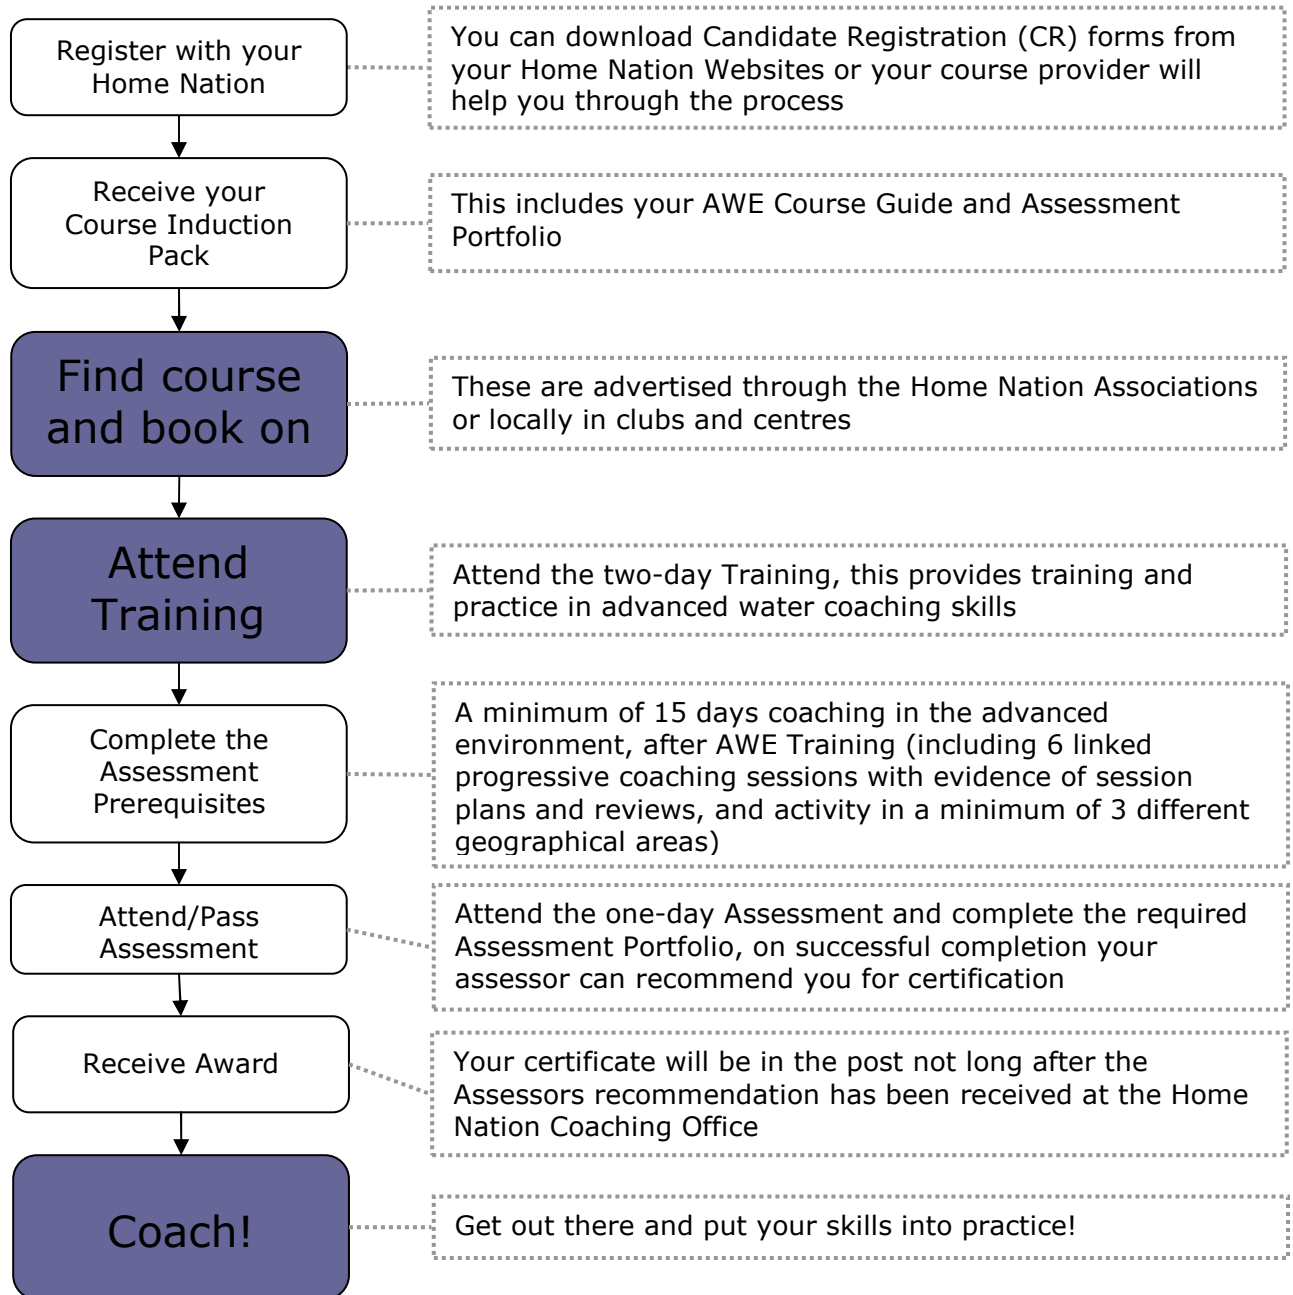 Register with your
Home Nation
You can download Candidate Registration (CR) forms from
your Home Nation Websites or your course provider will
help you through the process
Receive your
Course Induction
Pack
This includes your AWE Course Guide and Assessment
Portfolio
Find course
and book on
These are advertised through the Home Nation Associations
or locally in clubs and centres
Attend
Training
Attend the two-day Training, this provides training and
practice in advanced water coaching skills
Complete the
Assessment
Prerequisites
A minimum of 15 days coaching in the advanced
environment, after AWE Training (including 6 linked
progressive coaching sessions with evidence of session
plans and reviews, and activity in a minimum of 3 different
geographical areas)
Attend/Pass
Assessment
Attend the one-day Assessment and complete the required
Assessment Portfolio, on successful completion your
assessor can recommend you for certification
Receive Award
Your certificate will be in the post not long after the
Assessors recommendation has been received at the Home
Nation Coaching Office
Coach!
Get out there and put your skills into practice!